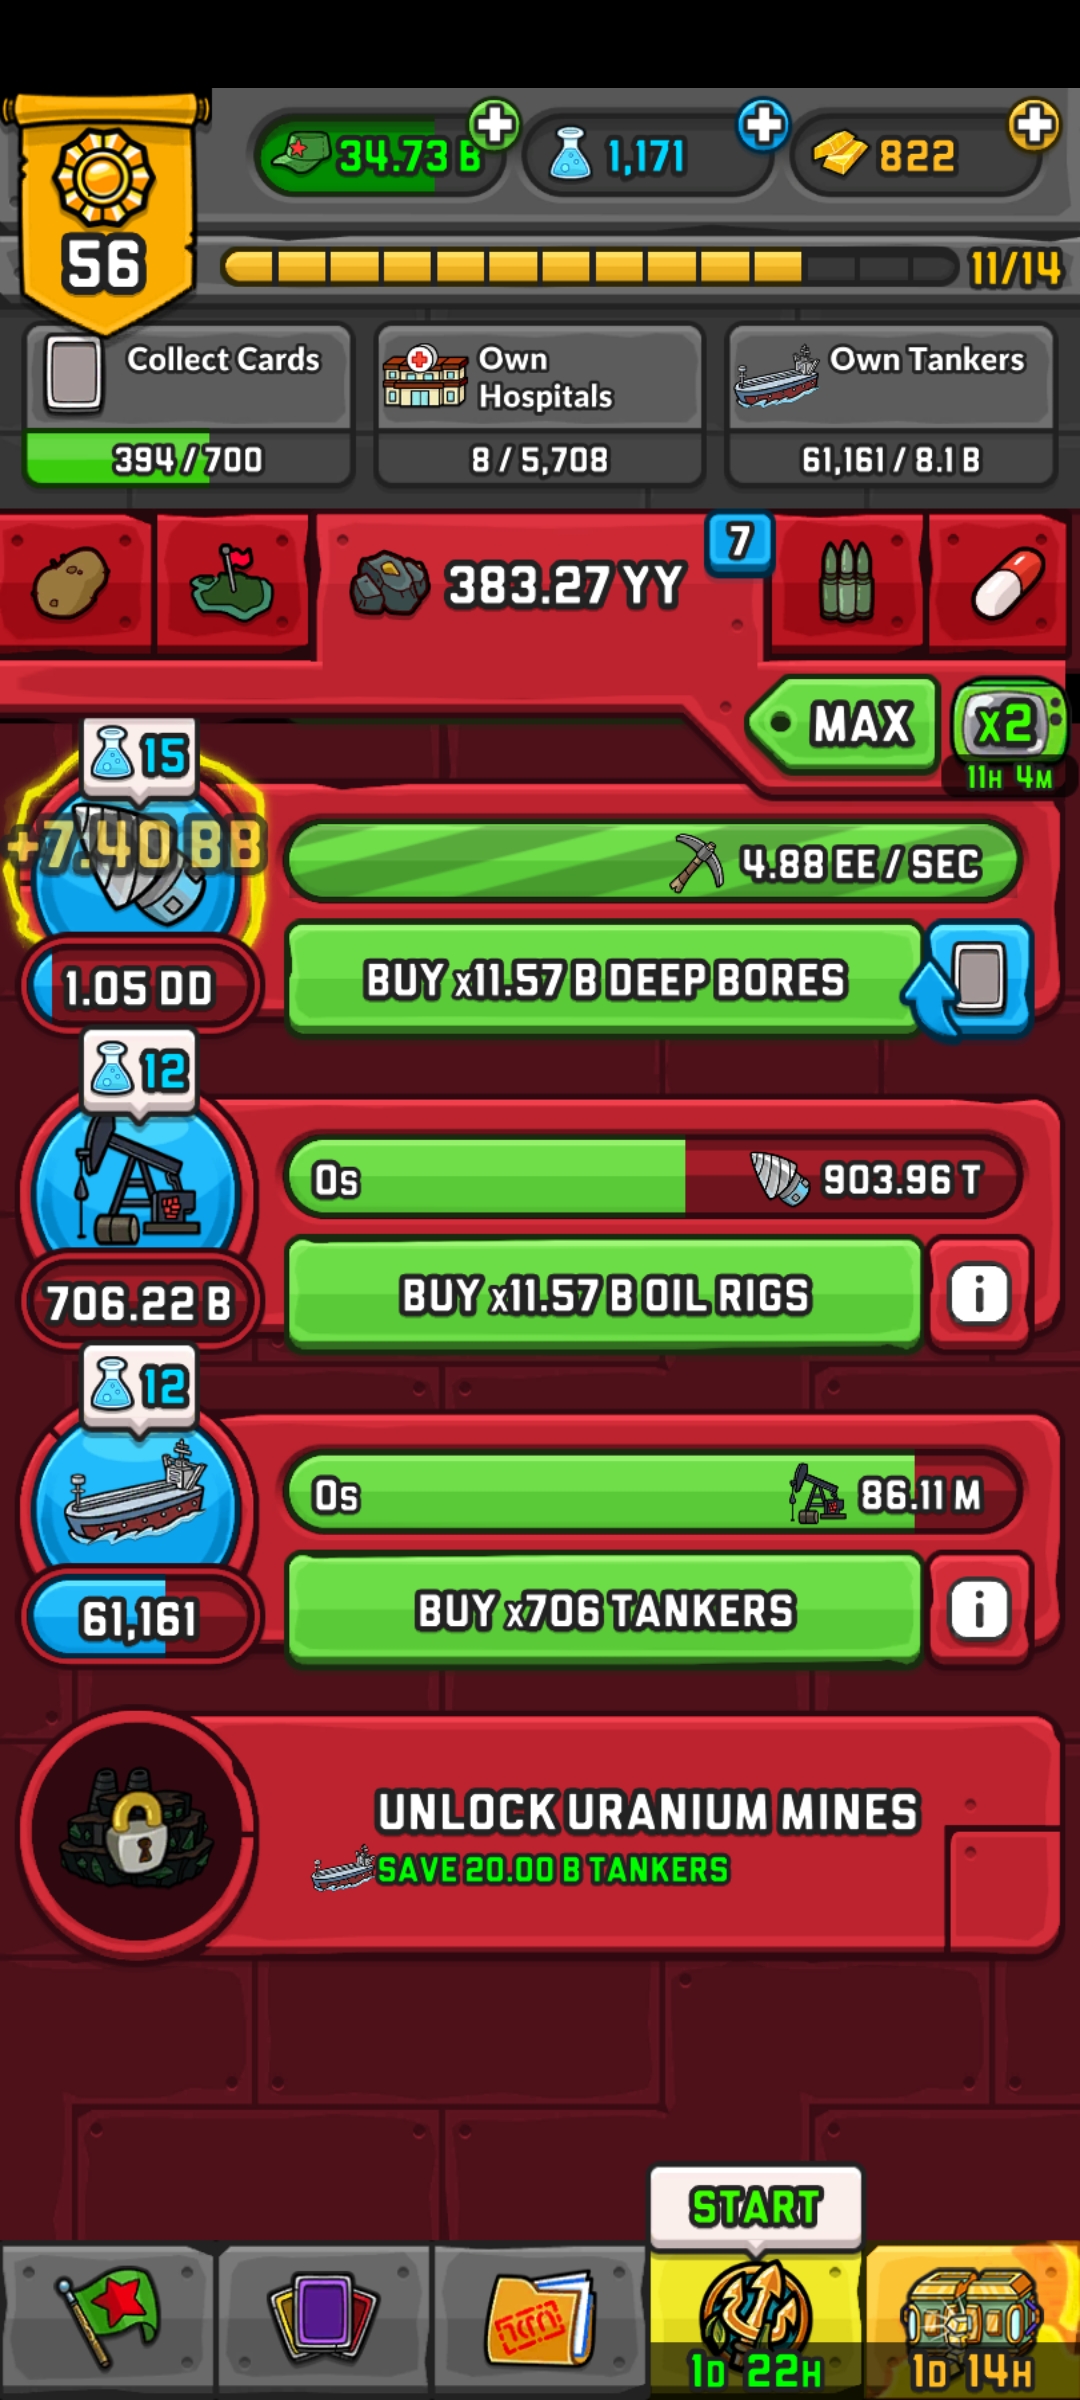 56
34.73 B
1,171
822
11/14
Collect Cards
394 / 700
Own
Hospitals
8 / 5,708
Own Tankers
61,161 / 8.1 B
383.27 YY
7
MAX
x2
11H 4M
15
+7.40 BB
4.88 EE / SEC
1.05 DD
BUY x11.57 B DEEP BORES
12
0s
903.96 T
706.22 B
BUY x11.57 B OIL RIGS
i
12
0s
86.11 M
61,161
BUY x706 TANKERS
i
UNLOCK URANIUM MINES
SAVE 20.00 B TANKERS
START
1D 22H
1D 14H